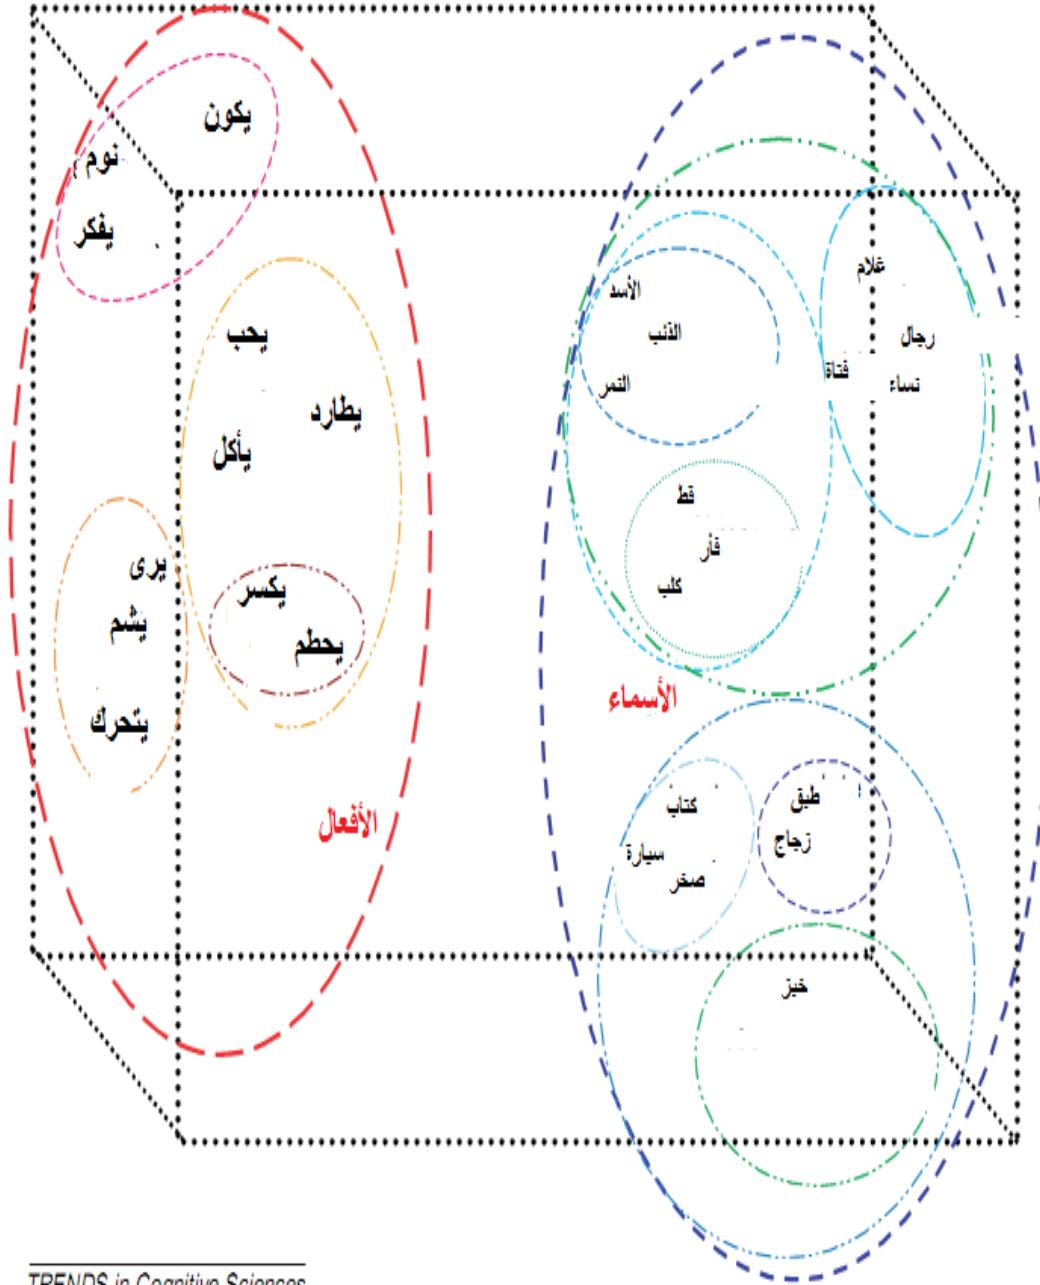 يكون
نوم
يفكر
يحب
يطارد
يأكل
يرى
يكسر
يشم
يحطم
يتحرك
الأفعال
غلام
الأسد
الذئب
رجال
فتاة
نساء
النمر
قط
فأر
كلب
الأسماء
كتاب
طبق
زجاج
سيارة
صخر
خبز
TRENDS in Cognitive Sciences